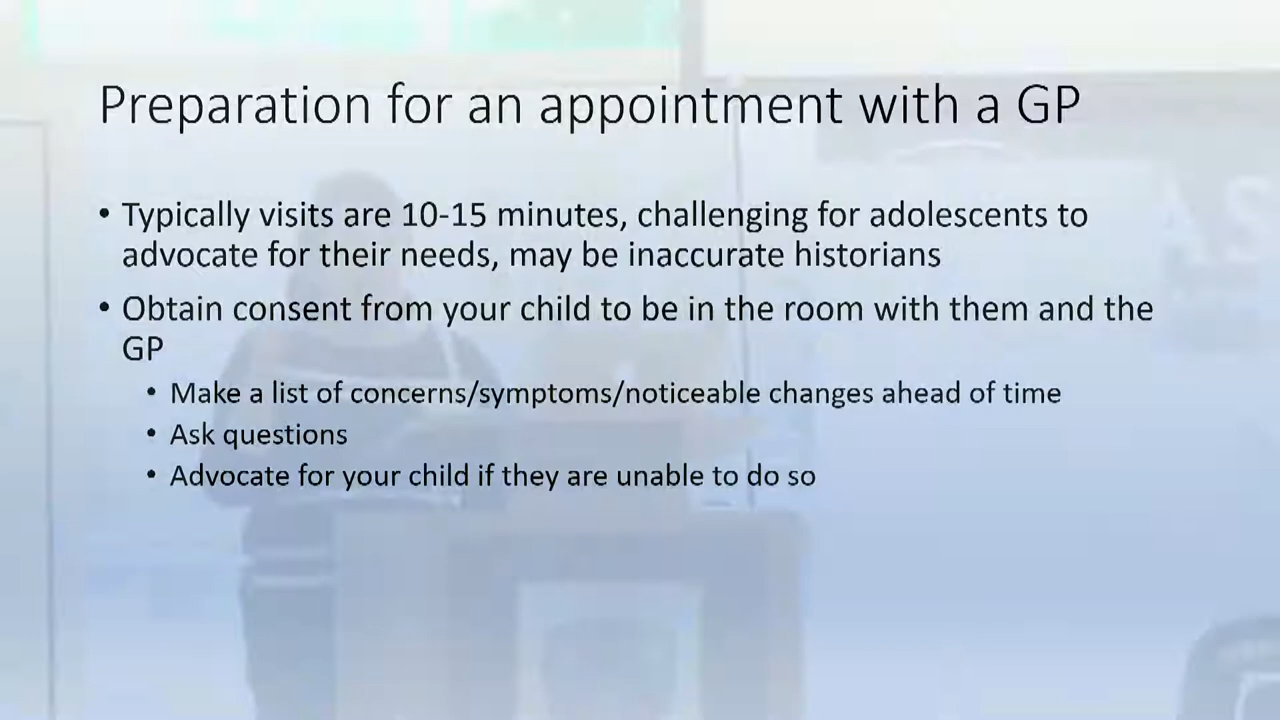 Preparation for an appointment with a GP
• Typically visits are 10-15 minutes, challenging for adolescents to
advocate for their needs, may be inaccurate historians
• Obtain consent from your child to be in the room with them and the
GP
• Make a list of concerns/symptoms/noticeable changes ahead of time
• Ask questions
• Advocate for your child if they are unable to do so
AS